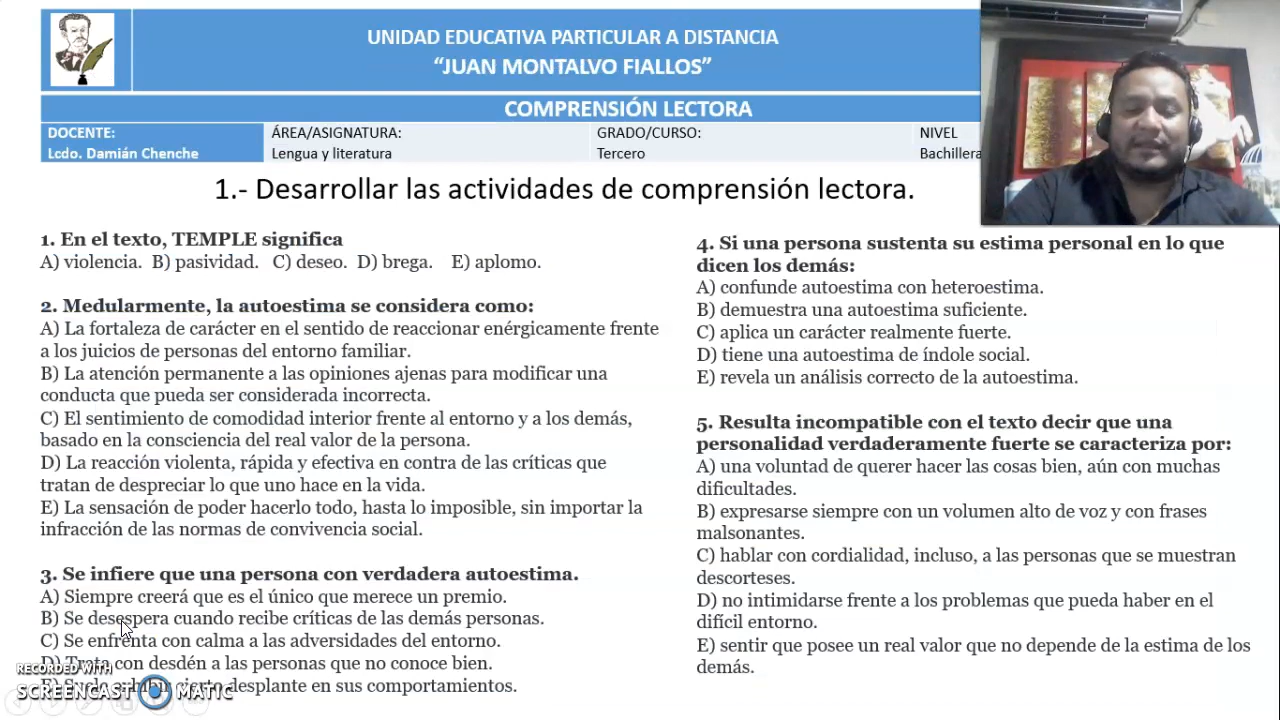 UNIDAD EDUCATIVA PARTICULAR A DISTANCIA
“JUAN MONTALVO FIALLOS”
COMPRENSIÓN LECTORA
DOCENTE:
Lcdo. Damián Chenche
ÁREA/ASIGNATURA:
Lengua y literatura
GRADO/CURSO:
Tercero
NIVEL
Bachillera
1.- Desarrollar las actividades de comprensión lectora.
1. En el texto, TEMPLE significa
A) violencia. B) pasividad. C) deseo. D) brega. E) aplomo.
2. Medularmente, la autoestima se considera como:
A) La fortaleza de carácter en el sentido de reaccionar enérgicamente frente
a los juicios de personas del entorno familiar.
B) La atención permanente a las opiniones ajenas para modificar una
conducta que pueda ser considerada incorrecta.
C) El sentimiento de comodidad interior frente al entorno y a los demás,
basado en la consciencia del real valor de la persona.
D) La reacción violenta, rápida y efectiva en contra de las críticas que
tratan de despreciar lo que uno hace en la vida.
E) La sensación de poder hacerlo todo, hasta lo imposible, sin importar la
infracción de las normas de convivencia social.
3. Se infiere que una persona con verdadera autoestima.
A) Siempre creerá que es el único que merece un premio.
B) Se desespera cuando recibe críticas de las demás personas.
C) Se enfrenta con calma a las adversidades del entorno.
D) Trata con desdén a las personas que no conoce bien.
E) Suele exhibir cierto desplante en sus comportamientos.
RECORDED WITH
SCREENCAST MATIC
4. Si una persona sustenta su estima personal en lo que
dicen los demás:
A) confunde autoestima con heteroestima.
B) demuestra una autoestima suficiente.
C) aplica un carácter realmente fuerte.
D) tiene una autoestima de índole social.
E) revela un análisis correcto de la autoestima.
5. Resulta incompatible con el texto decir que una
personalidad verdaderamente fuerte se caracteriza por:
A) una voluntad de querer hacer las cosas bien, aún con muchas
dificultades.
B) expresarse siempre con un volumen alto de voz y con frases
malsonantes.
C) hablar con cordialidad, incluso, a las personas que se muestran
descorteses.
D) no intimidarse frente a los problemas que pueda haber en el
difícil entorno.
E) sentir que posee un real valor que no depende de la estima de los
demás.